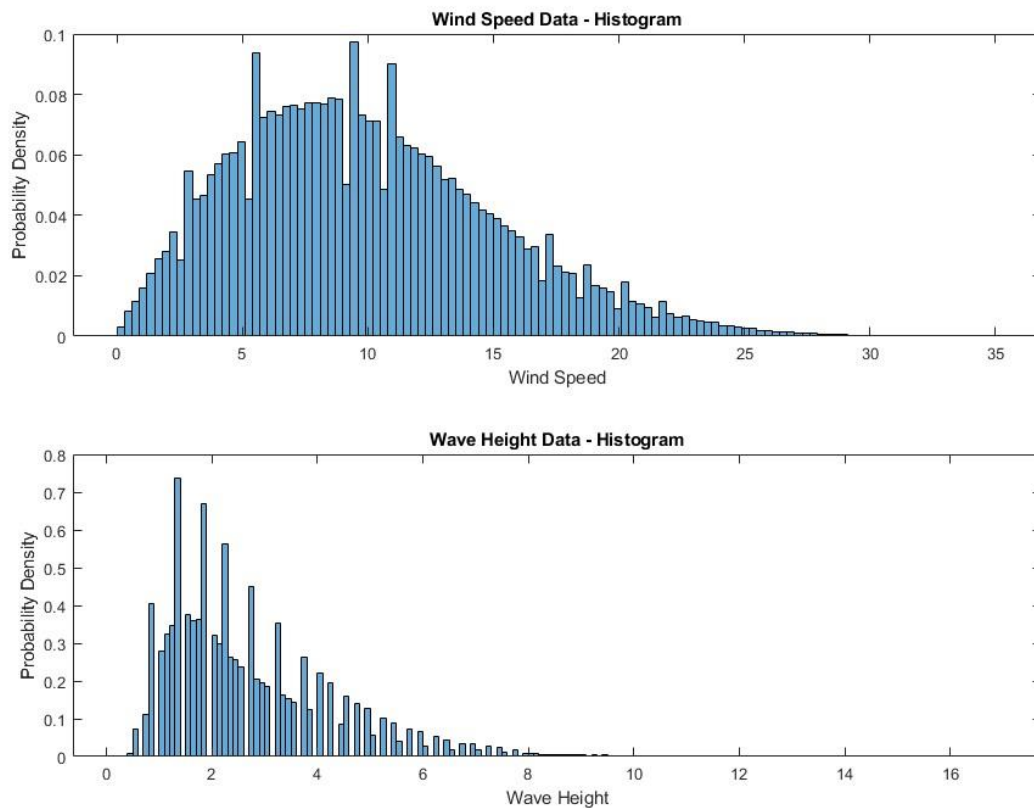 Wind Speed Data - Histogram
0.1
0.08
0.06
0.04
0.02
0
Probability Density
0 5 10 15 20 25 30 35
Wind Speed
Wave Height Data - Histogram
0.8
0.7
0.6
0.5
0.4
0.3
0.2
0.1
0
Probability Density
0 2 4 6 8 10 12 14 16
Wave Height